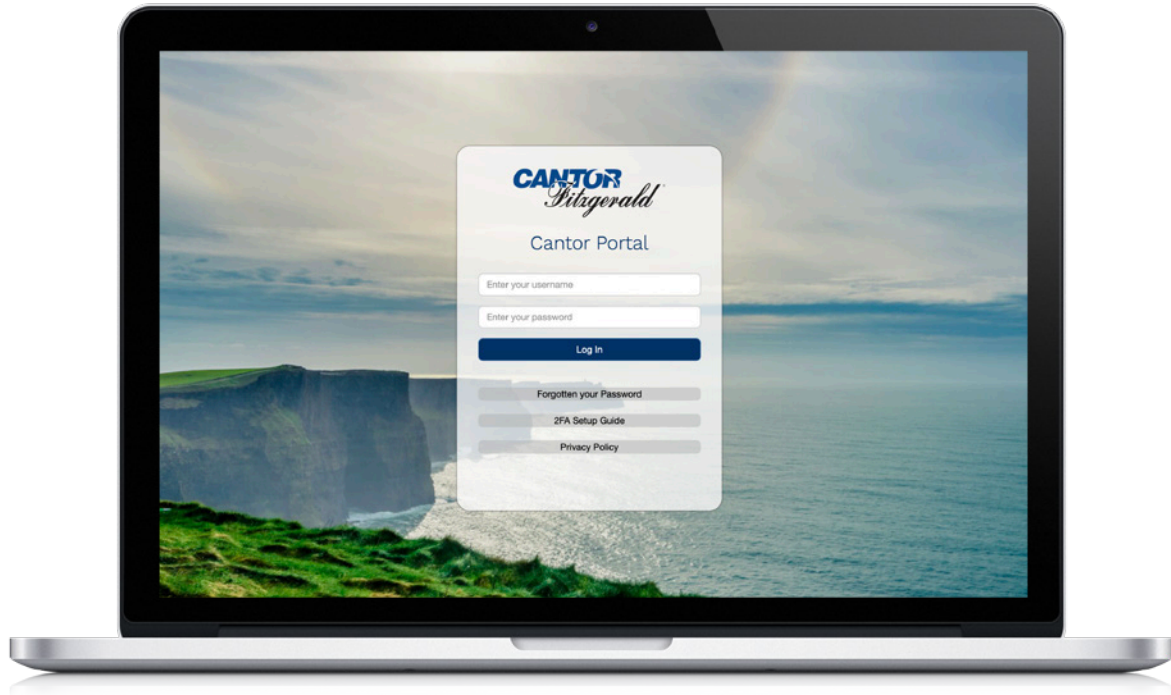 CANTOR
Fitzgerald
Cantor Portal
Enter your username
Enter your password
Log In
Forgotten your Password
2FA Setup Guide
Privacy Policy